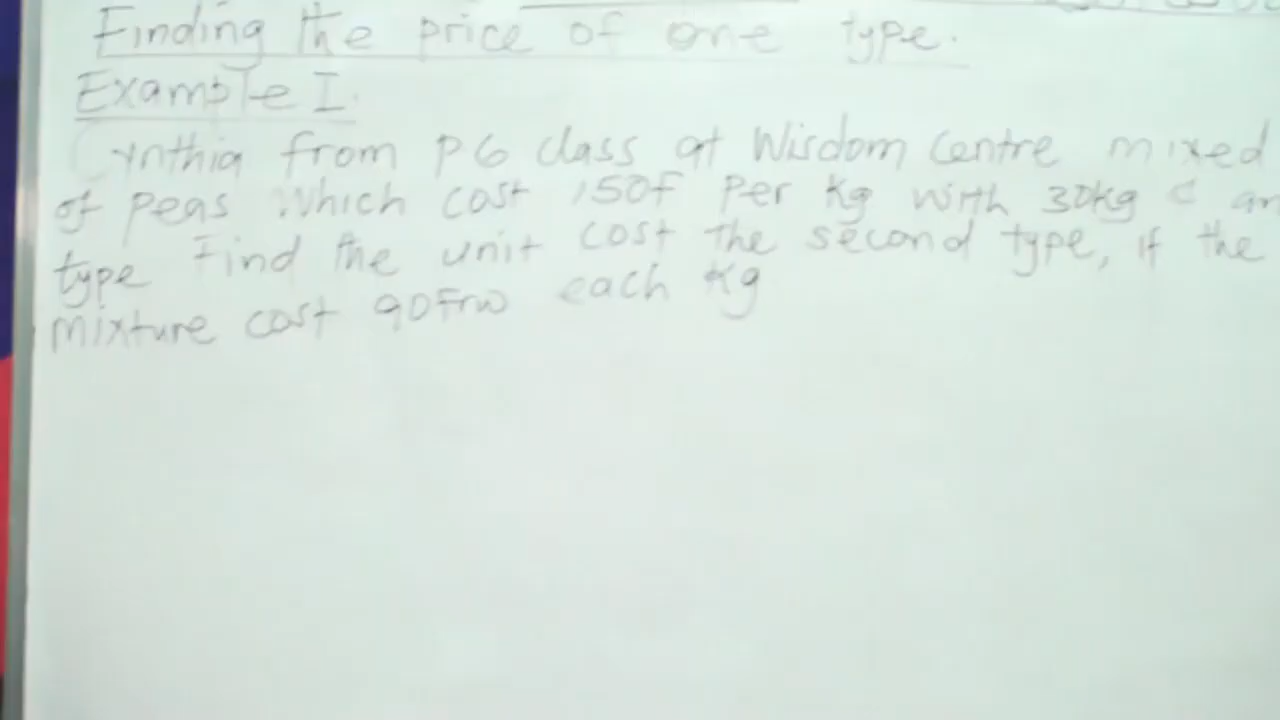 Finding the price of one type.
Example I.
Cynthia from P6 class at Wisdom Centre mixed
of peas which cost 150F per kg with 30kg
type Find the unit cost the second type, if the
mixture cost 90Frw each kg